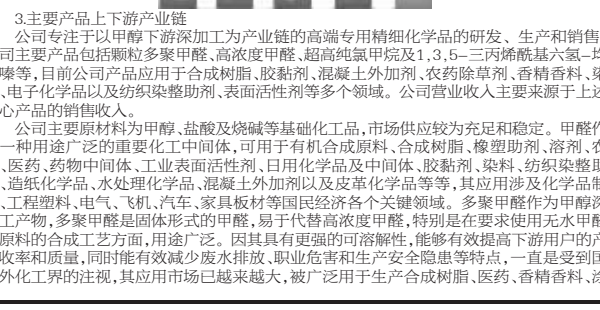 3.主要产品上下游产业链
公司专注于以甲醇下游深加工为产业链的高端专用精细化学品的研发、生产和销售
司主要产品包括颗粒多聚甲醛、高浓度甲醛、超高纯氯甲烷及1,3,5-三丙烯酰基六氢-均
嗪等,目前公司产品应用于合成树脂、胶黏剂、混凝土外加剂、农药除草剂、香精香料、染
、电子化学品以及纺织染整助剂、表面活性剂等多个领域。公司营业收入主要来源于上述
心产品的销售收入。
公司主要原材料为甲醇、盐酸及烧碱等基础化工品,市场供应较为充足和稳定。甲醛作
一种用途广泛的重要化工中间体,可用于有机合成原料、合成树脂、橡塑助剂、溶剂、农
、医药、药物中间体、工业表面活性剂、日用化学品及中间体、胶黏剂、染料、纺织染整助
、造纸化学品、水处理化学品、混凝土外加剂以及皮革化学品等等,其应用涉及化学品制
、工程塑料、电气、飞机、汽车、家具板材等国民经济各个关键领域。多聚甲醛作为甲醇深
工产物,多聚甲醛是固体形式的甲醛,易于代替高浓度甲醛,特别是在要求使用无水甲醛
原料的合成工艺方面,用途广泛。因其具有更强的可溶解性,能够有效提高下游用户的产
收率和质量,同时能有效减少废水排放、职业危害和生产安全隐患等特点,一直是受到国
外化工界的注视,其应用市场已越来越大,被广泛用于生产合成树脂、医药、香精香料、涂